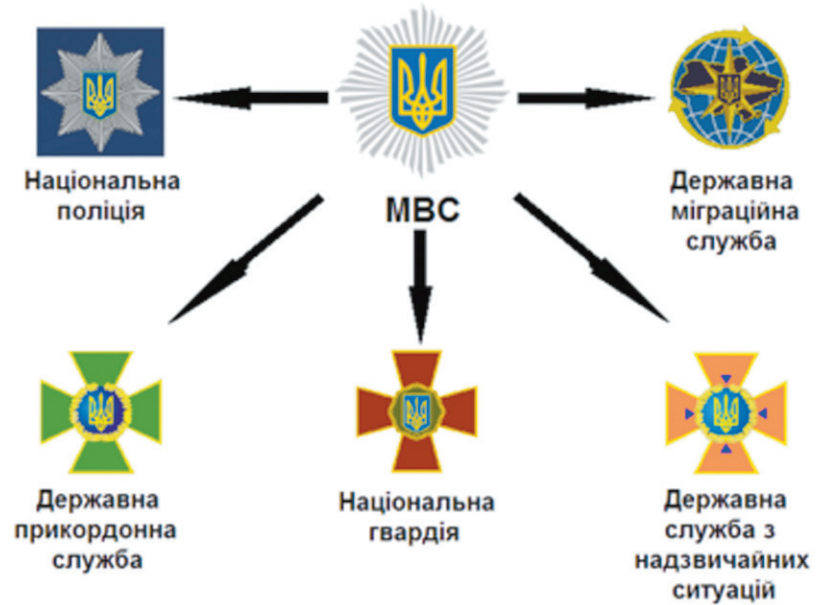 МВС
Національна
поліція
Державна
міграційна
служба
Державна
прикордонна
служба
Національна
гвардія
Державна
служба з
надзвичайних
ситуацій